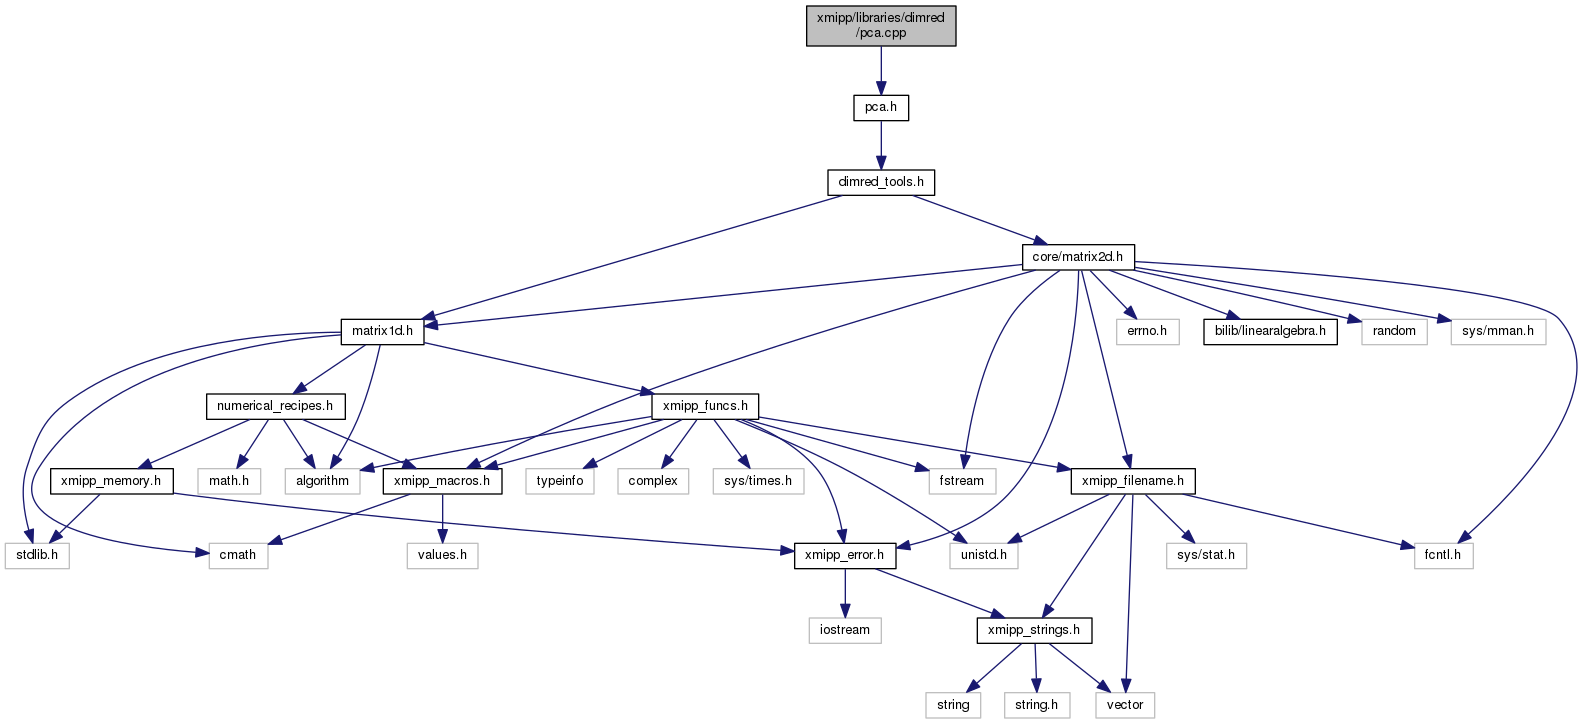 xmipp/libraries/dimred
/pca.cpp
pca.h
dimred_tools.h
core/matrix2d.h
matrix1d.h
errno.h
bilib/linearalgebra.h
random
sys/mman.h
numerical_recipes.h
xmipp_funcs.h
xmipp_memory.h
math.h
algorithm
xmipp_macros.h
typeinfo
complex
sys/times.h
fstream
xmipp_filename.h
stdlib.h
cmath
values.h
xmipp_error.h
unistd.h
sys/stat.h
fcntl.h
iostream
xmipp_strings.h
string
string.h
vector